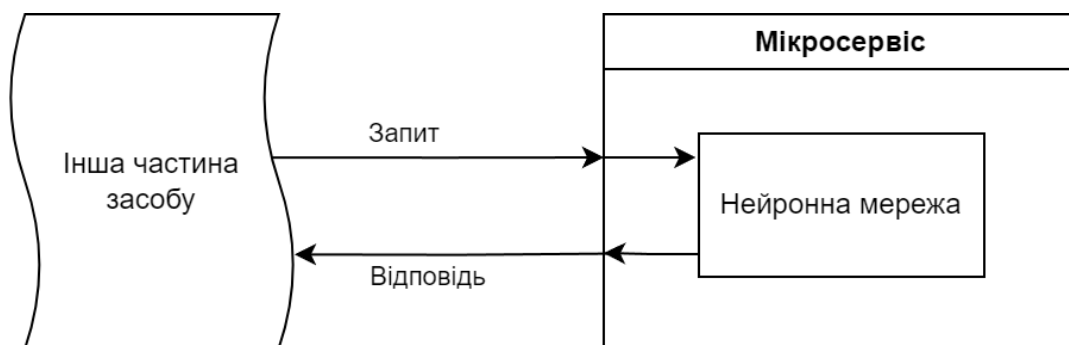 Мікросервіс
Запит
Інша частина
засобу
Нейронна мережа
Відповідь